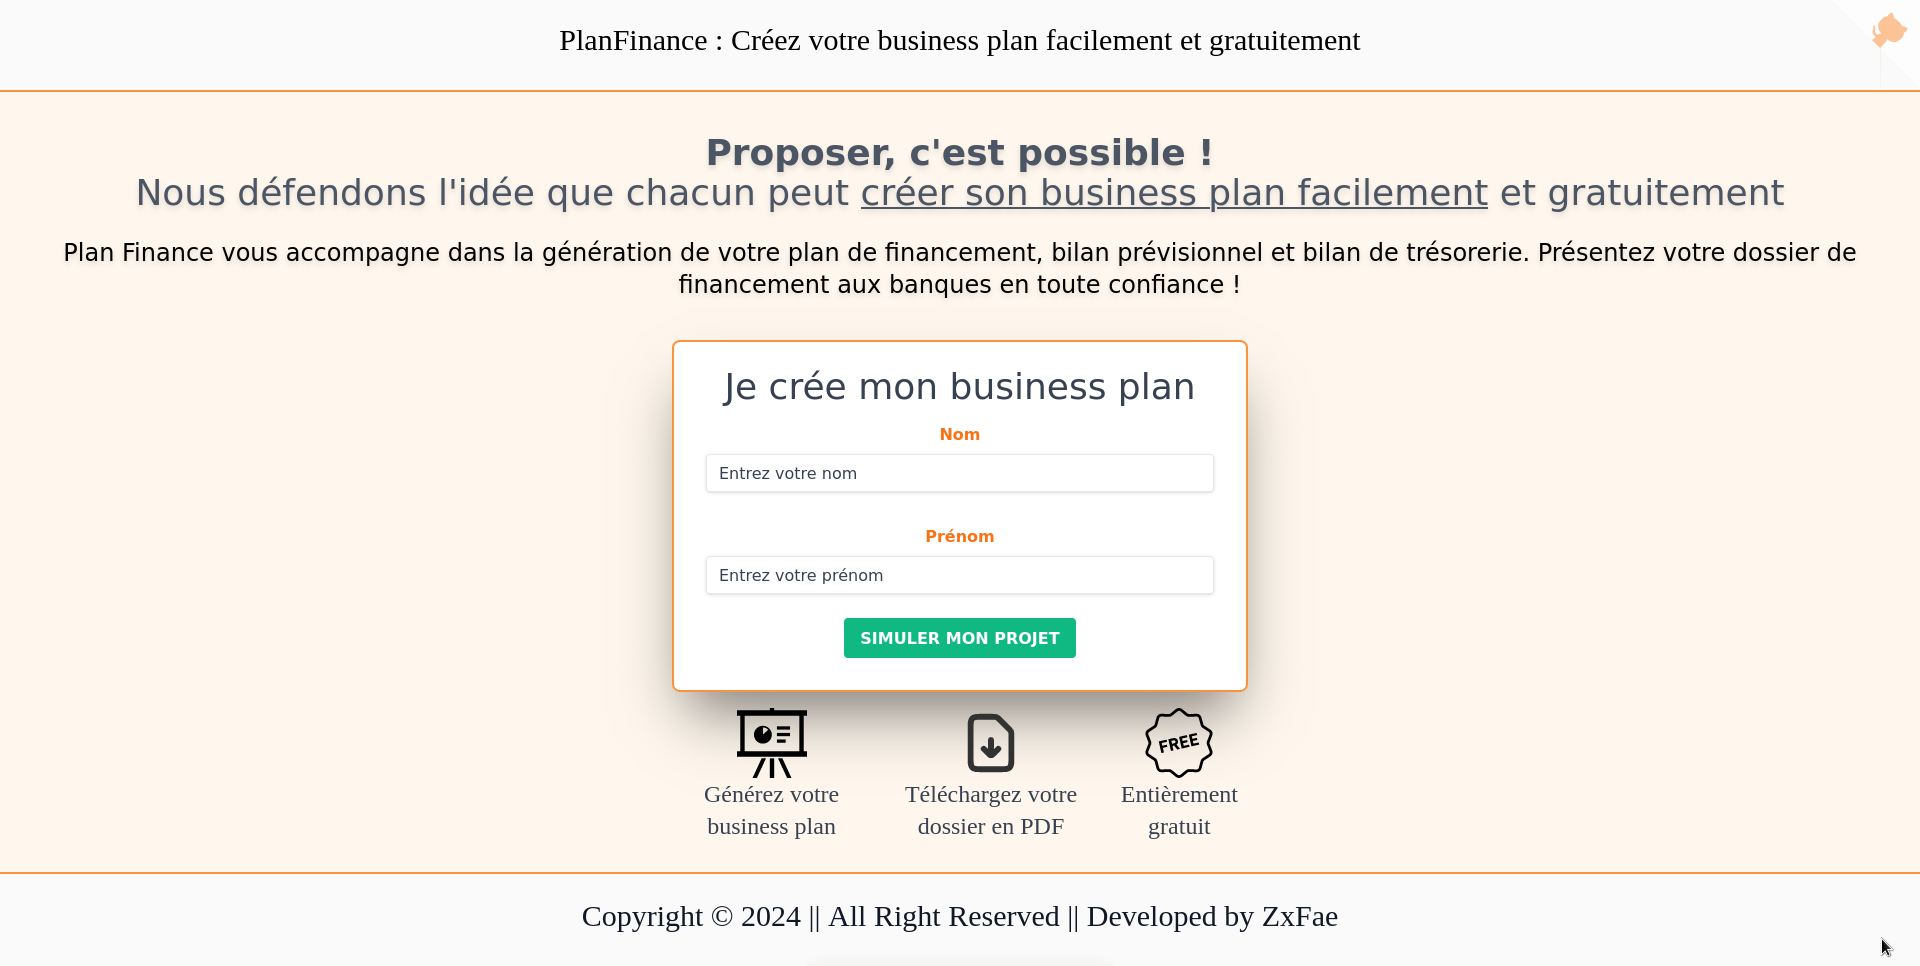 PlanFinance : Créez votre business plan facilement et gratuitement
Proposer, c'est possible !
Nous défendons l'idée que chacun peut créer son business plan facilement et gratuitement
Plan Finance vous accompagne dans la génération de votre plan de financement, bilan prévisionnel et bilan de trésorerie. Présentez votre dossier de
financement aux banques en toute confiance !
Je crée mon business plan
Nom
Entrez votre nom
Prénom
Entrez votre prénom
SIMULER MON PROJET
FREE
Générez votre
business plan
Téléchargez votre
dossier en PDF
Entièrement
gratuit
Copyright © 2024 || All Right Reserved || Developed by ZxFae